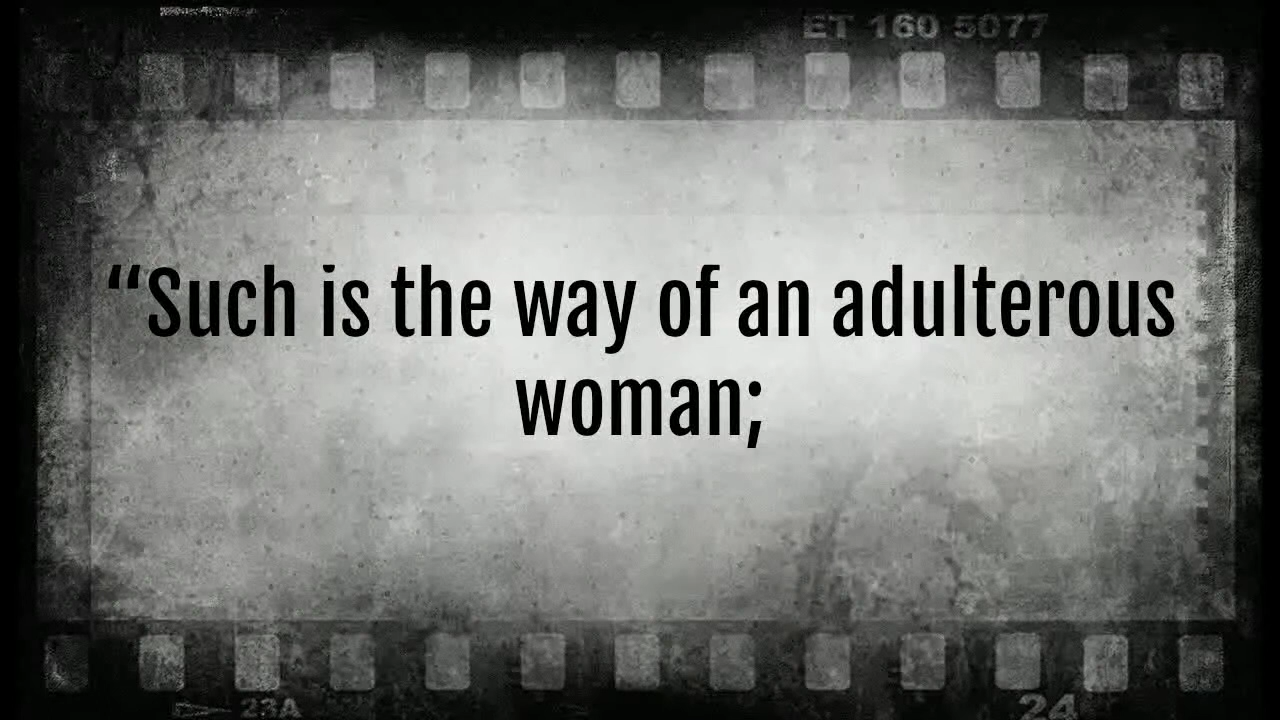 ET 160 5077
“Such is the way of an adulterous
woman;
23A
24